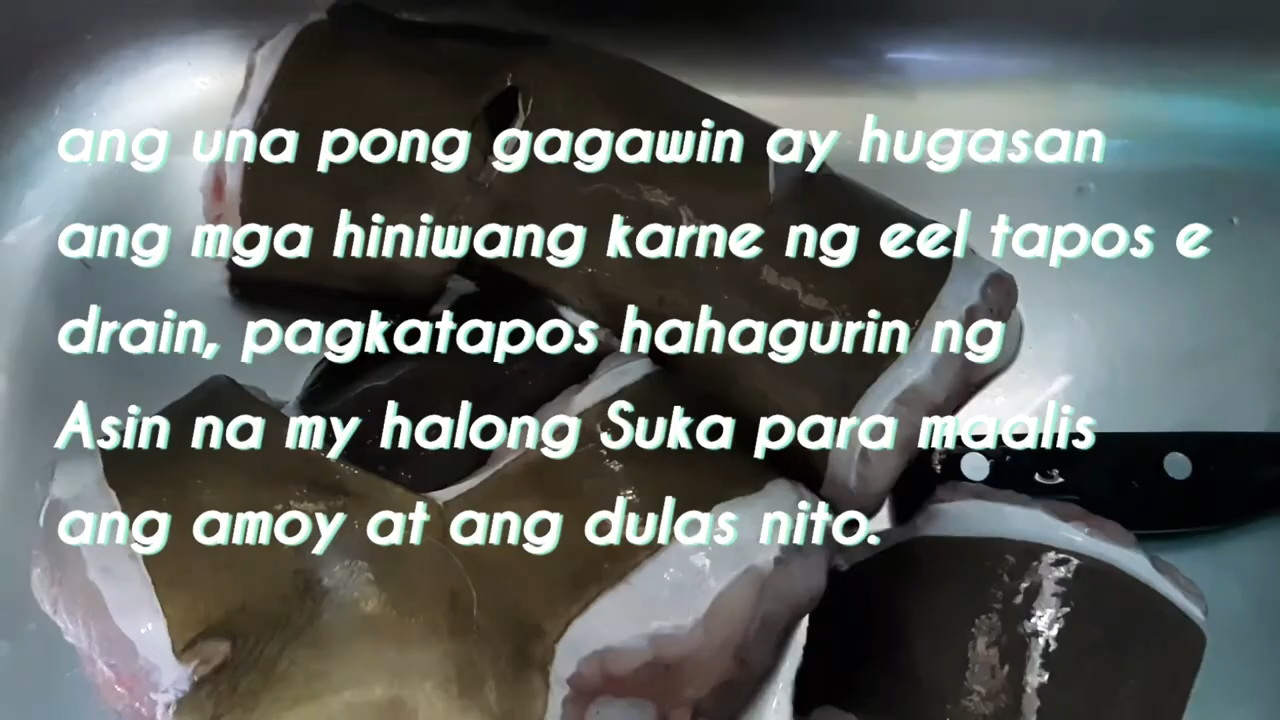 ang una pong gagawin ay hugasan
ang mga hiniwang karne ng eel tapos e
drain, pagkatapos hahagurin ng
Asin na my halong Suka para maalis
ang amoy at ang dulas nito.